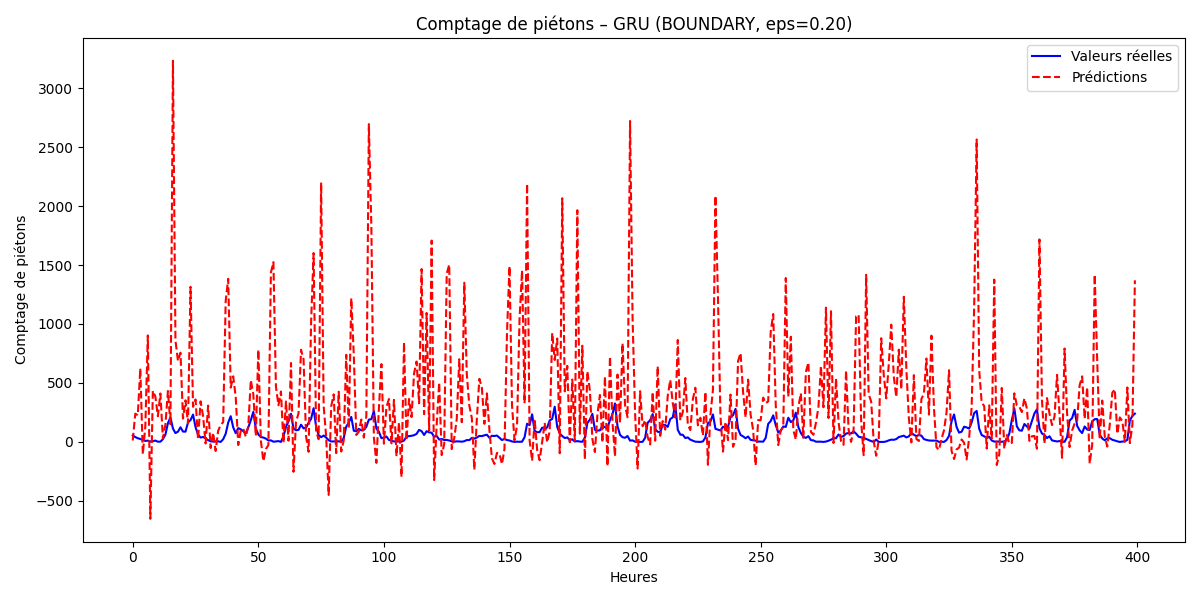 Comptage de piétons – GRU (BOUNDARY, eps=0.20)
Valeurs réelles
Prédictions
Comptage de piétons
3000
2500
2000
1500
1000
500
0
−500
0 50 100 150 200 250 300 350 400
Heures